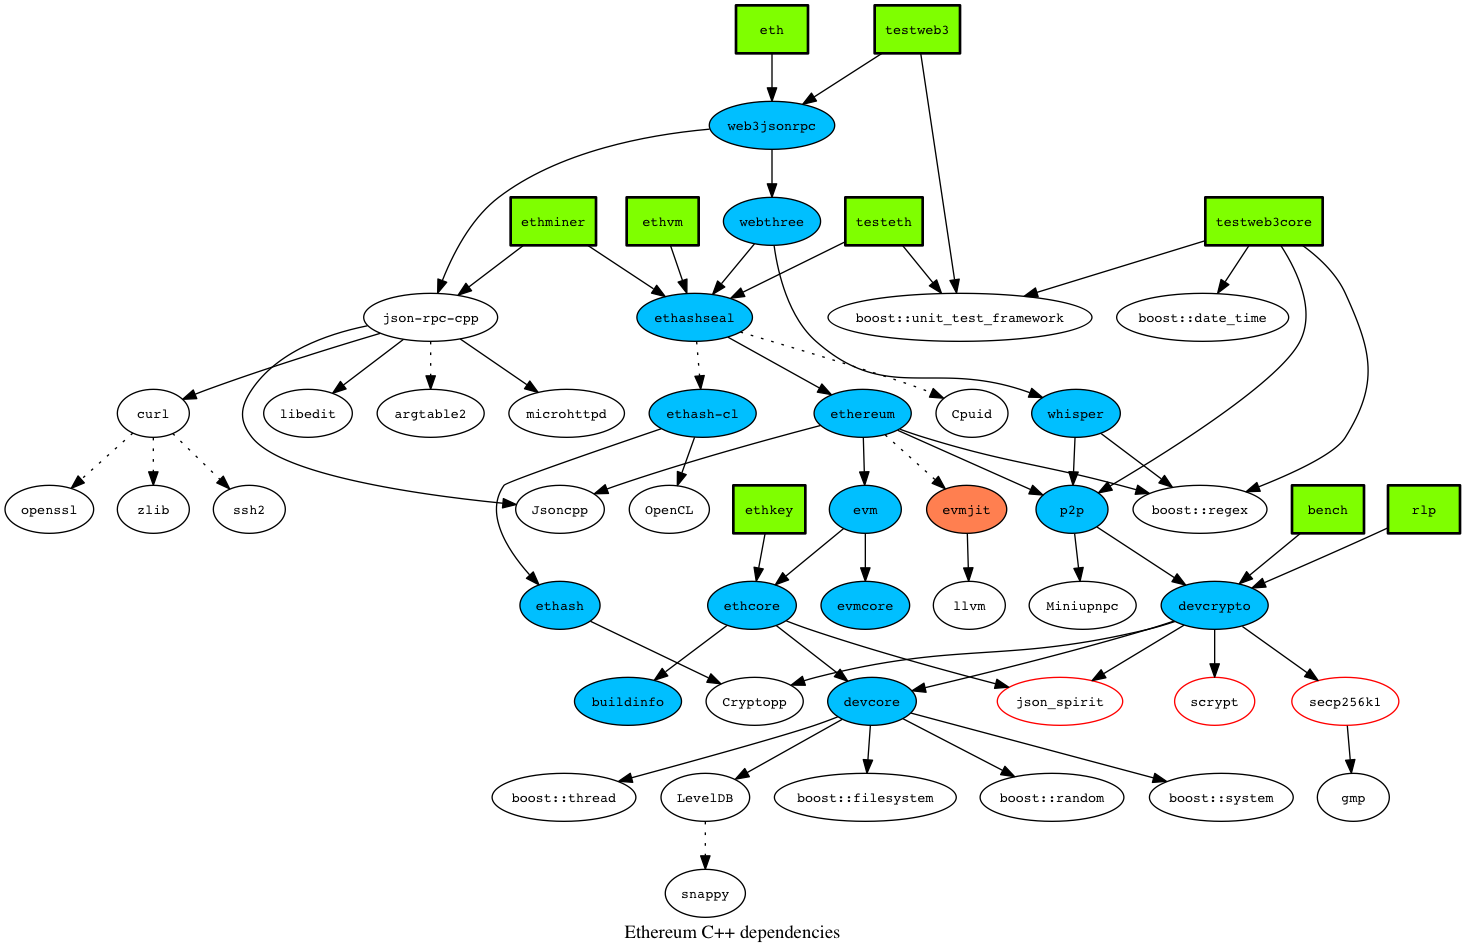 eth
testweb3
web3jsonrpc
ethminer
ethvm
webthree
testeth
testweb3core
json-rpc-cpp
ethashseal
boost::unit_test_framework
boost::date_time
curl
libedit
argtable2
microhttpd
ethash-cl
ethereum
Cpuid
whisper
openssl
zlib
ssh2
Jsoncpp
OpenCL
ethkey
evm
evmjit
p2p
boost::regex
bench
rlp
ethash
ethcore
evmcore
llvm
Miniupnpc
devcrypto
buildinfo
Cryptopp
devcore
json_spirit
scrypt
secp256k1
boost::thread
LevelDB
boost::filesystem
boost::random
boost::system
gmp
snappy
Ethereum C++ dependencies